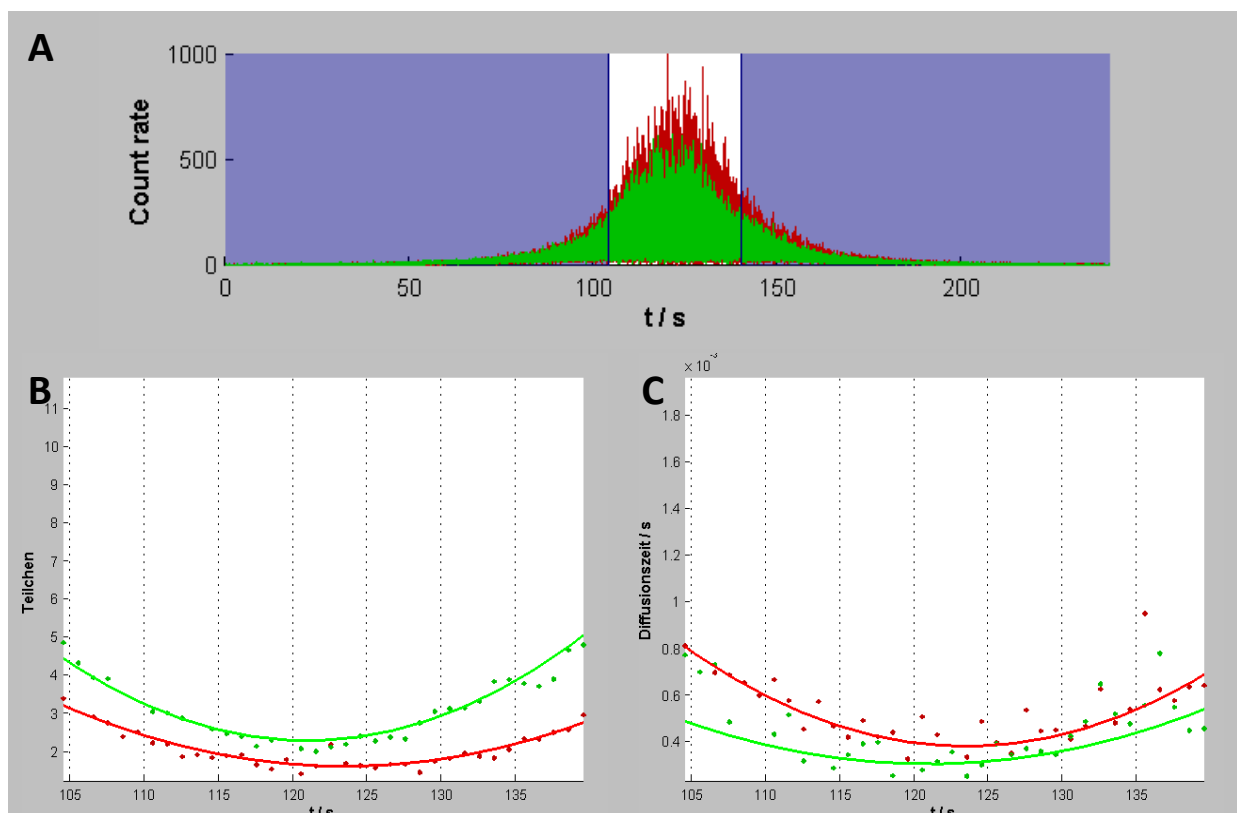 A
1000
500
0
Count rate
0 50 100 150 200
t / s
B
11
10
9
8
7
6
5
4
3
2
Teilchen
105 110 115 120 125 130 135
t / s
C
× 10⁻³
1.8
1.6
1.4
1.2
1
0.8
0.6
0.4
Diffusionszeit / s
105 110 115 120 125 130 135
t / s